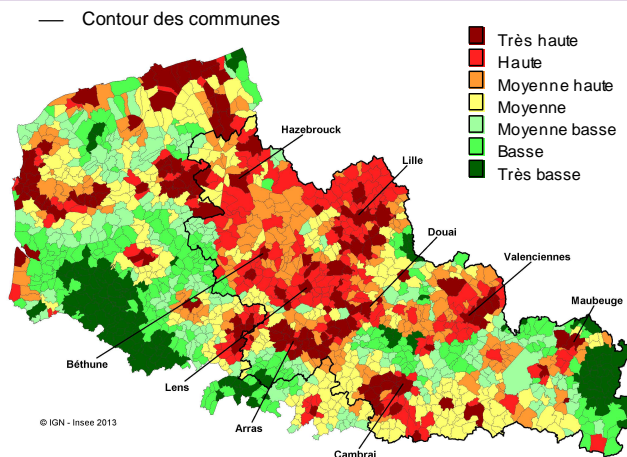 Contour des communes
Très haute
Haute
Moyenne haute
Moyenne
Moyenne basse
Basse
Très basse
Hazebrouck
Lille
Douai
Valenciennes
Maubeuge
Béthune
Lens
Arras
Cambrai
© IGN - Insee 2013